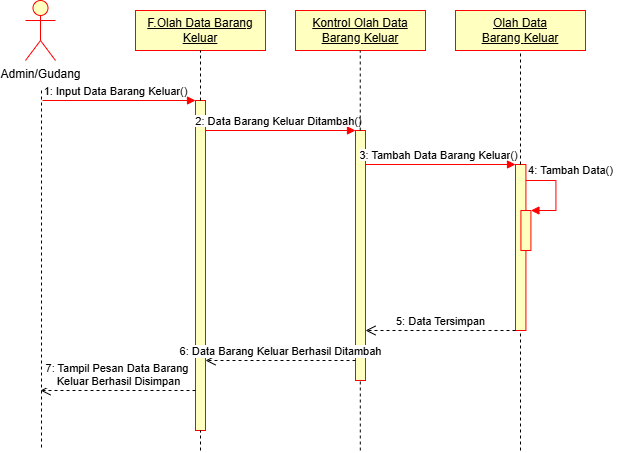 F.Olah Data Barang
Keluar
Kontrol Olah Data
Barang Keluar
Olah Data
Barang Keluar
Admin/Gudang
1: Input Data Barang Keluar()
2: Data Barang Keluar Ditambah()
3: Tambah Data Barang Keluar()
4: Tambah Data()
5: Data Tersimpan
6: Data Barang Keluar Berhasil Ditambah
7: Tampil Pesan Data Barang
Keluar Berhasil Disimpan